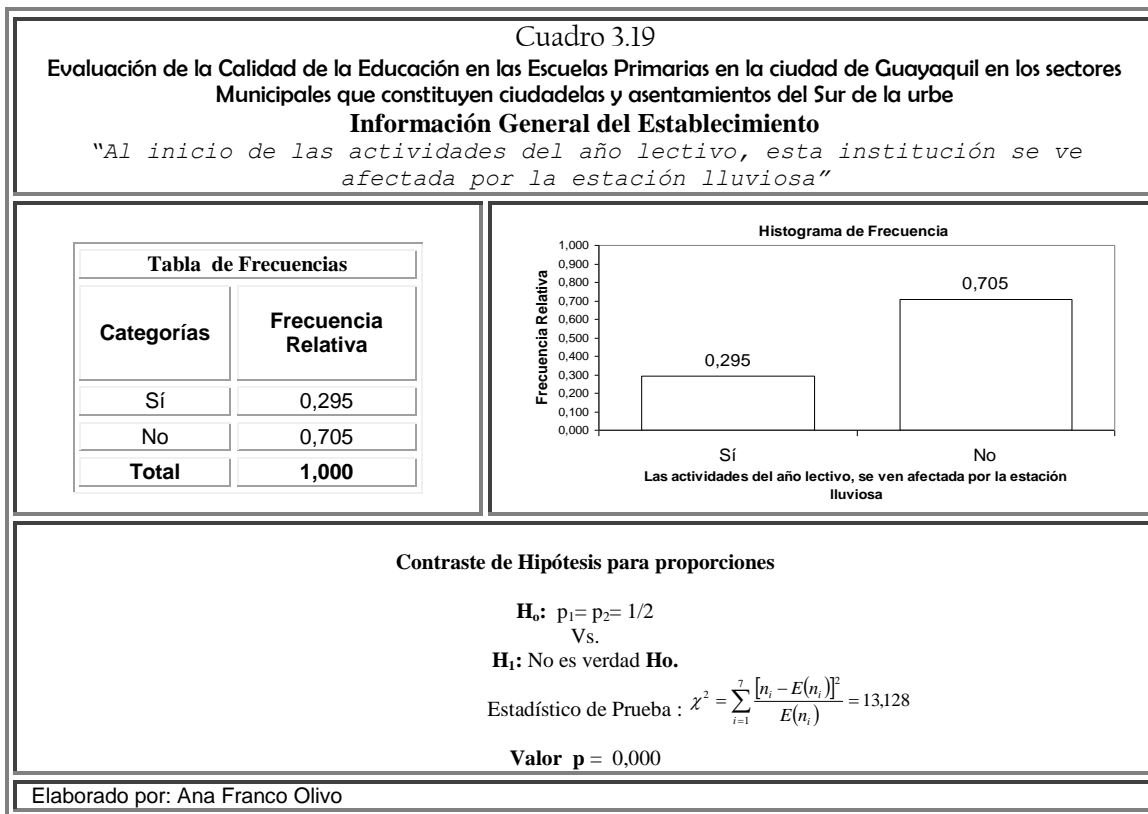 Cuadro 3.19
Evaluación de la Calidad de la Educación en las Escuelas Primarias en la ciudad de Guayaquil en los sectores
Municipales que constituyen ciudadelas y asentamientos del Sur de la urbe
Información General del Establecimiento
“Al inicio de las actividades del año lectivo, esta institución se ve
afectada por la estación lluviosa”
Tabla de Frecuencias
Categorías
Frecuencia
Relativa
Sí 0,295
No 0,705
Total 1,000
Histograma de Frecuencia
Frecuencia Relativa
1,000
0,900
0,800
0,700
0,600
0,500
0,400
0,300
0,200
0,100
0,000
0,295
0,705
Sí No
Las actividades del año lectivo, se ven afectada por la estación
lluviosa
Contraste de Hipótesis para proporciones
Ho: p1= p2= 1/2
Vs.
H1: No es verdad Ho.
Estadístico de Prueba : χ² = ∑_{i=1}^{7} [n_i − E(n_i)]² / E(n_i) = 13,128
Valor p = 0,000
Elaborado por: Ana Franco Olivo